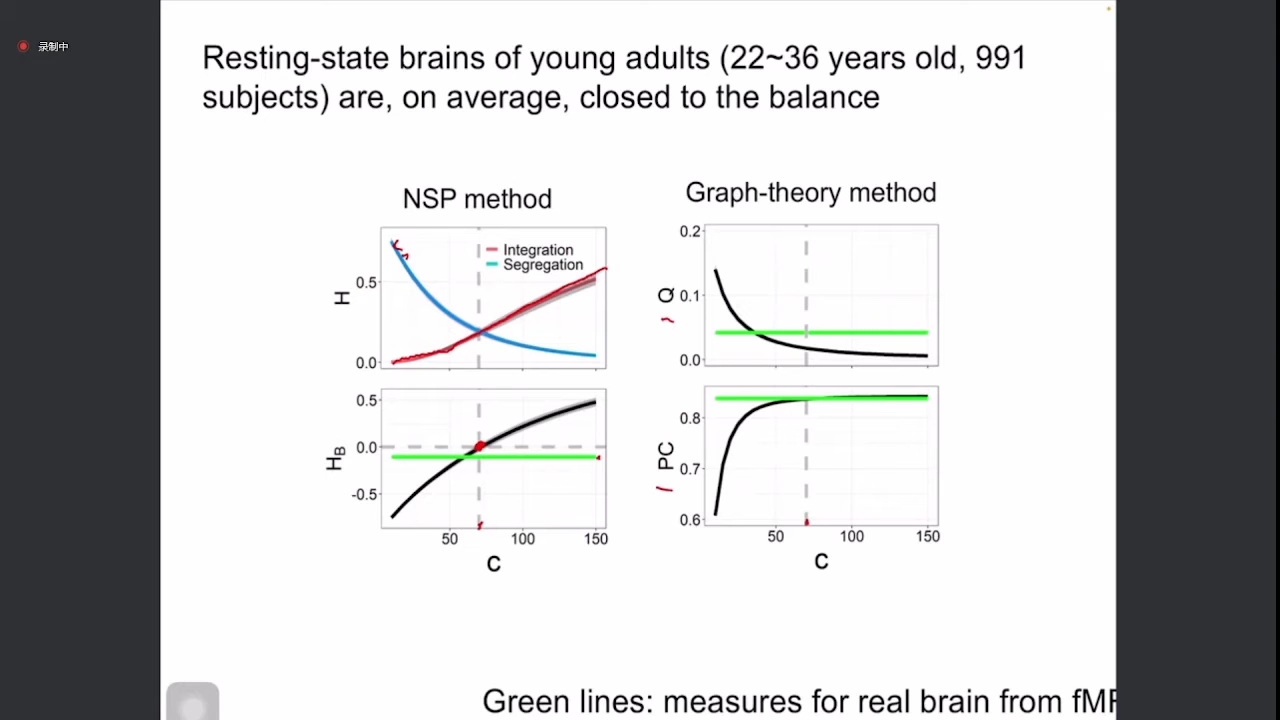 录制中
Resting-state brains of young adults (22~36 years old, 991
subjects) are, on average, closed to the balance
NSP method
Graph-theory method
Integration
Segregation
H
0.5
0.0
H_B
0.5
0.0
-0.5
50 100 150
C
Q
0.2
0.1
0.0
PC
0.8
0.7
0.6
50 100 150
C
Green lines: measures for real brain from fMR